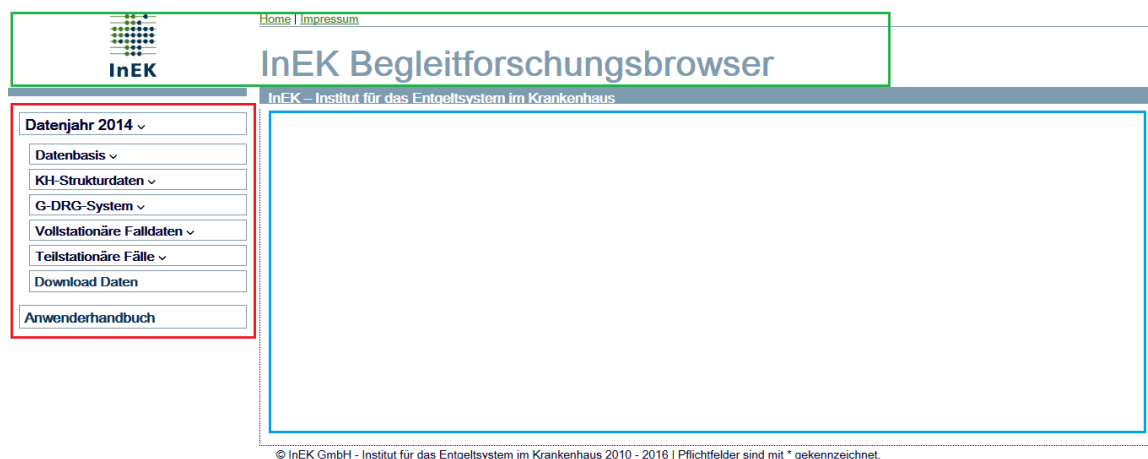 Home | Impressum
InEK
InEK Begleitforschungsbrowser
InEK – Institut für das Entgeltsystem im Krankenhaus
Datenjahr 2014
Datenbasis
KH-Strukturdaten
G-DRG-System
Vollstationäre Falldaten
Teilstationäre Fälle
Download Daten
Anwenderhandbuch
© InEK GmbH - Institut für das Entgeltsystem im Krankenhaus 2010 - 2016 | Pflichtfelder sind mit * gekennzeichnet.